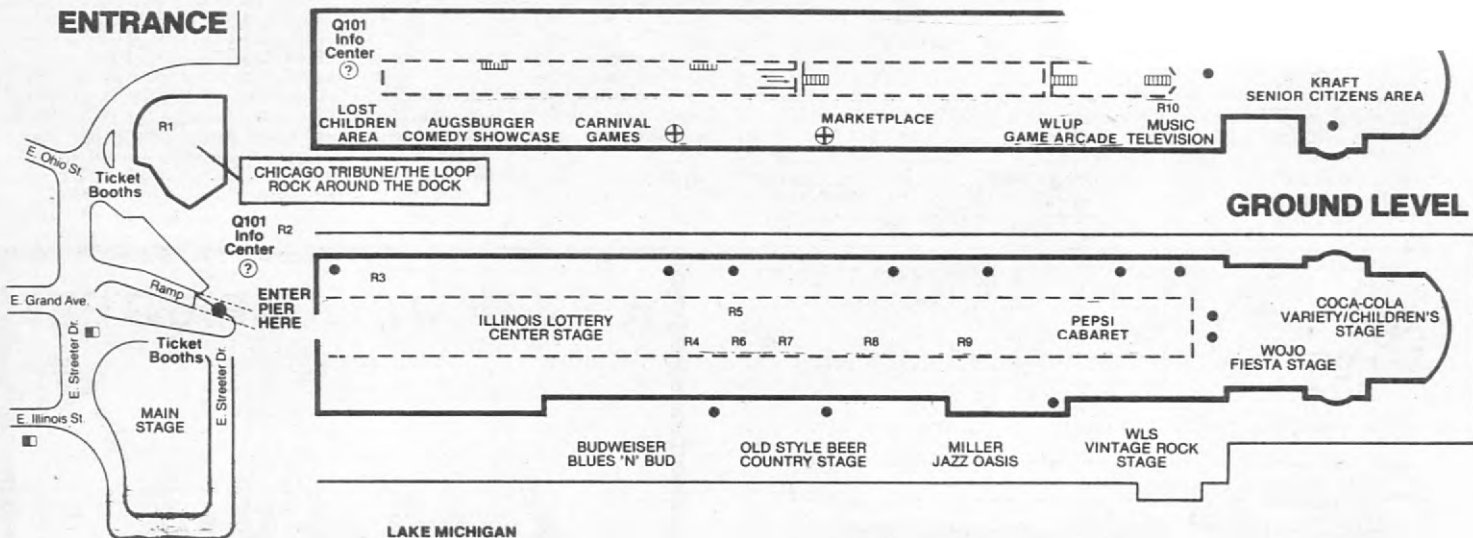 ENTRANCE
Q101
Info
Center
?
LOST
CHILDREN
AREA
AUGSBURGER
COMEDY SHOWCASE
CARNIVAL
GAMES
MARKETPLACE
WLUP
GAME ARCADE
R10
MUSIC
TELEVISION
KRAFT
SENIOR CITIZENS AREA
R1
E. Ohio St.
Ticket
Booths
CHICAGO TRIBUNE/THE LOOP
ROCK AROUND THE DOCK
GROUND LEVEL
Q101
Info
Center
?
R2
R3
Ramp
E. Grand Ave.
ENTER
PIER
HERE
ILLINOIS LOTTERY
CENTER STAGE
R5
R4
R6
R7
R8
R9
PEPSI
CABARET
COCA-COLA
VARIETY/CHILDREN'S
STAGE
WOJO
FIESTA STAGE
E. Streeter Dr.
Ticket
Booths
E. Streeter Dr.
MAIN
STAGE
E. Illinois St.
BUDWEISER
BLUES 'N' BUD
OLD STYLE BEER
COUNTRY STAGE
MILLER
JAZZ OASIS
WLS
VINTAGE ROCK
STAGE
LAKE MICHIGAN